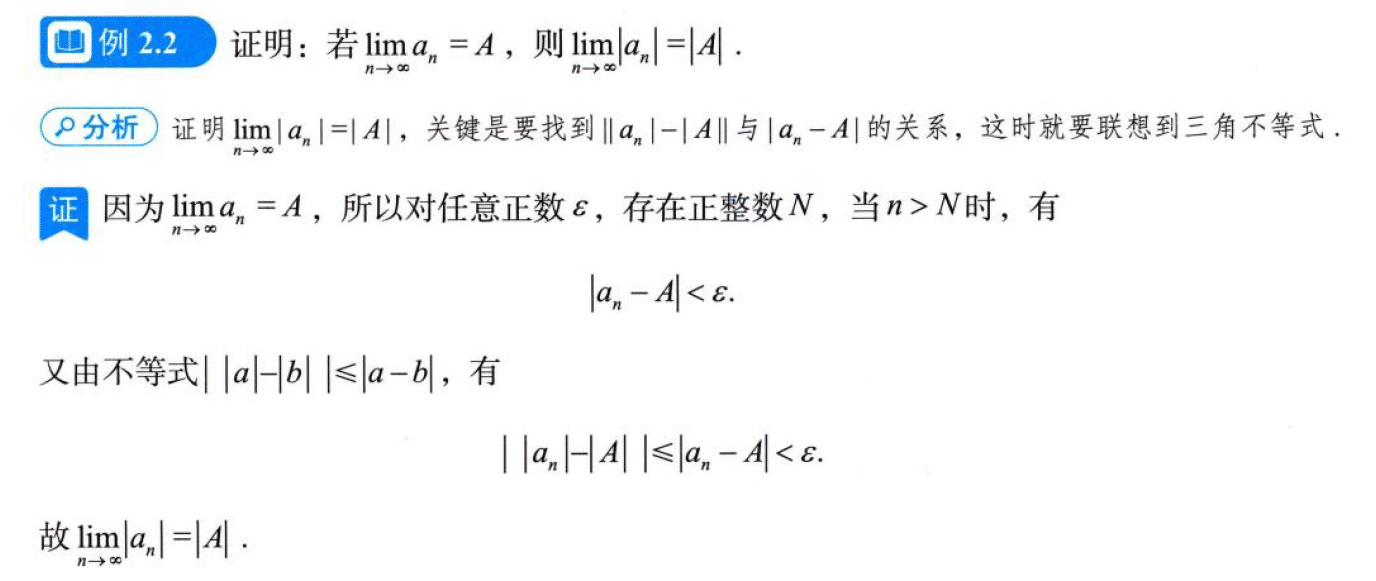 例 2.2 证明：若 $\lim_{n\to\infty} a_n = A$，则 $\lim_{n\to\infty} |a_n| = |A|$．
分析 证明 $\lim_{n\to\infty} |a_n| = |A|$，关键是要找到 $||a_n| - |A||$ 与 $|a_n - A|$ 的关系，这时就要联想到三角不等式．
证 因为 $\lim_{n\to\infty} a_n = A$，所以对任意正数 $\varepsilon$，存在正整数 $N$，当 $n > N$ 时，有
$|a_n - A| < \varepsilon.$
又由不等式 $| |a| - |b| | \leqslant |a - b|$，有
$| |a_n| - |A| | \leqslant |a_n - A| < \varepsilon.$
故 $\lim_{n\to\infty} |a_n| = |A|$．